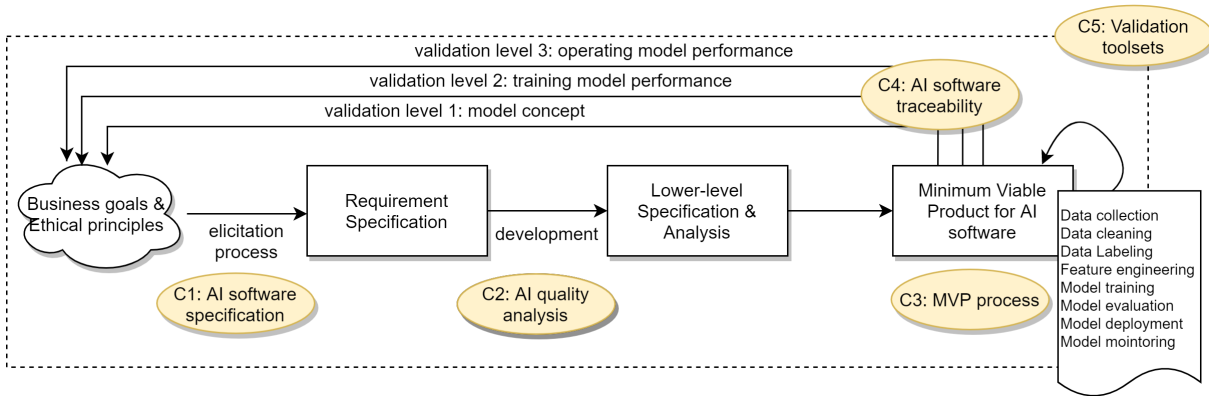 C5: Validation
toolsets
validation level 3: operating model performance
validation level 2: training model performance
validation level 1: model concept
C4: AI software
traceability
Business goals &
Ethical principles
elicitation
process
Requirement
Specification
development
Lower-level
Specification &
Analysis
Minimum Viable
Product for AI
software
C1: AI software
specification
C2: AI quality
analysis
C3: MVP process
Data collection
Data cleaning
Data Labeling
Feature engineering
Model training
Model evaluation
Model deployment
Model mointoring